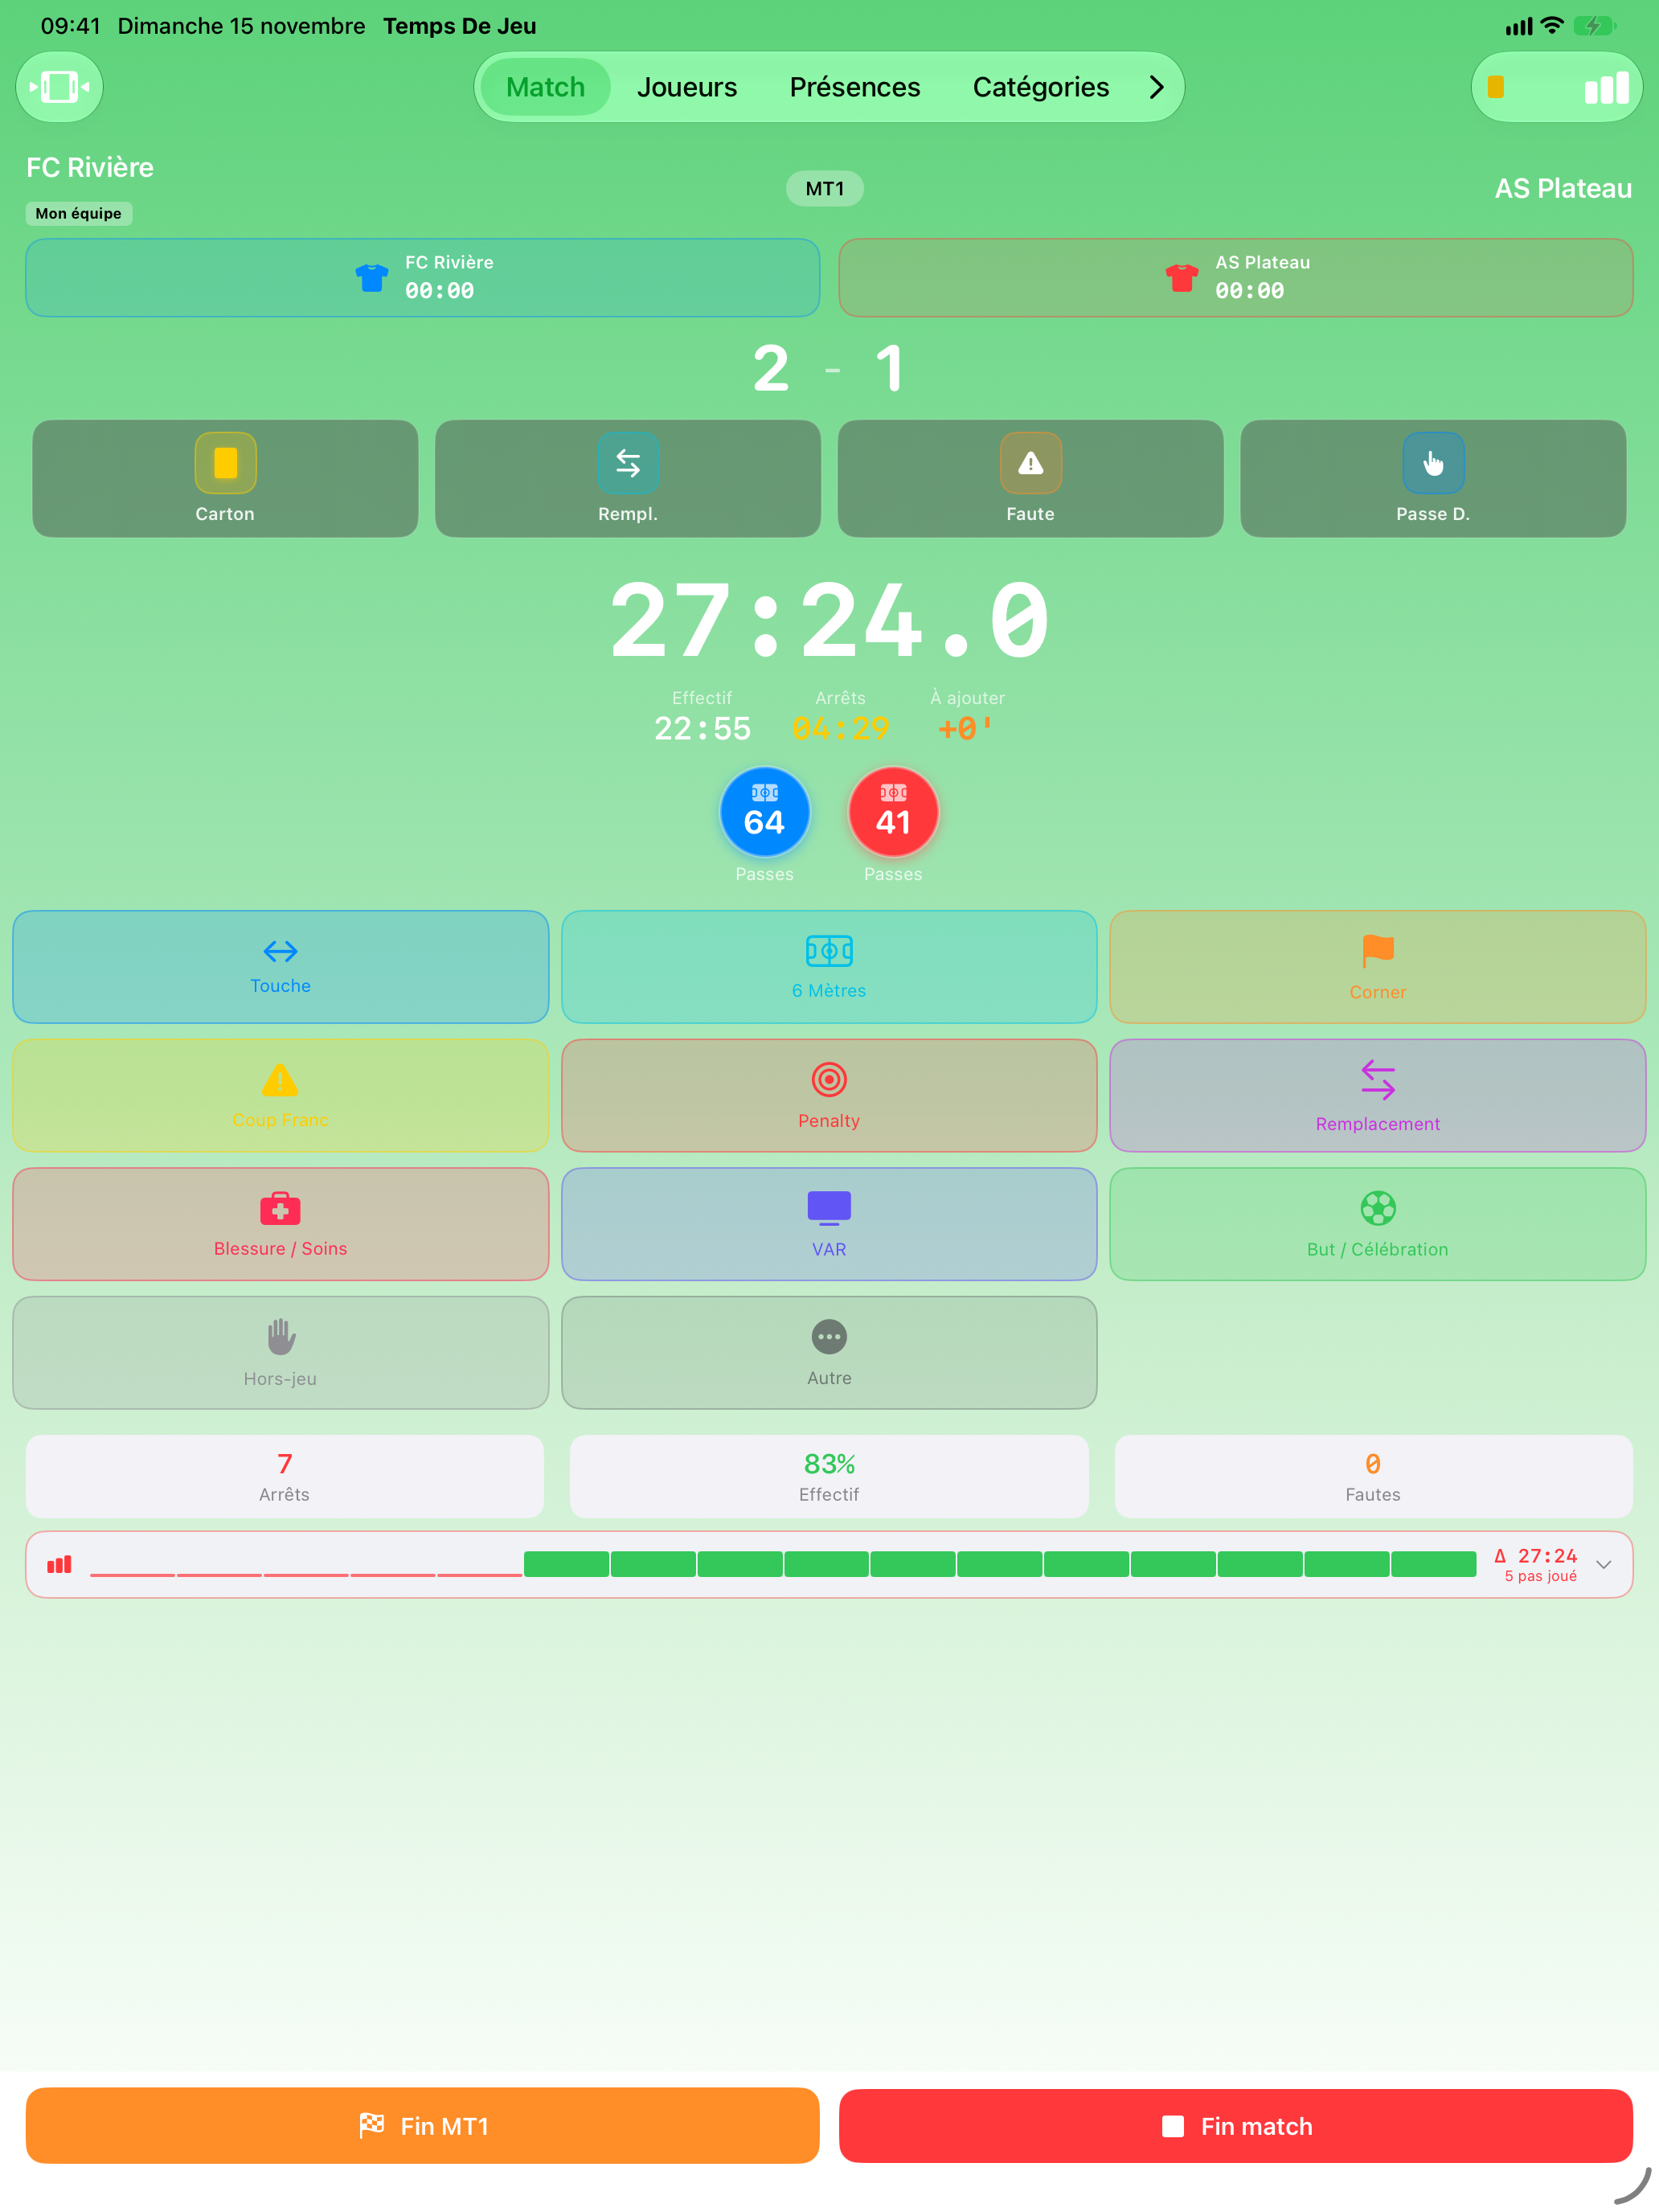 09:41 Dimanche 15 novembre Temps De Jeu
Match Joueurs Présences Catégories
FC Rivière
Mon équipe
MT1
AS Plateau
FC Rivière
00:00
AS Plateau
00:00
2 - 1
Carton
Rempl.
Faute
Passe D.
27:24.0
Effectif
22:55
Arrêts
04:29
À ajouter
+0'
64
Passes
41
Passes
Touche
6 Mètres
Corner
Coup Franc
Penalty
Remplacement
Blessure / Soins
VAR
But / Célébration
Hors-jeu
Autre
7
Arrêts
83%
Effectif
0
Fautes
Δ 27:24
5 pas joué
Fin MT1
Fin match